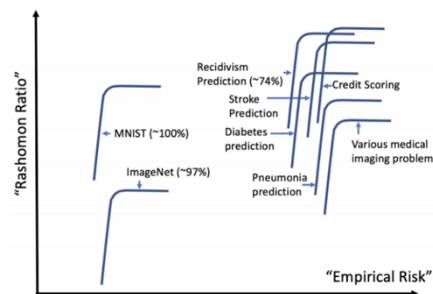 "Rashomon Ratio"
Recidivism
Prediction (~74%)
Credit Scoring
Stroke
Prediction
MNIST (~100%)
Diabetes
prediction
Various medical
imaging problem
ImageNet (~97%)
Pneumonia
prediction
"Empirical Risk"